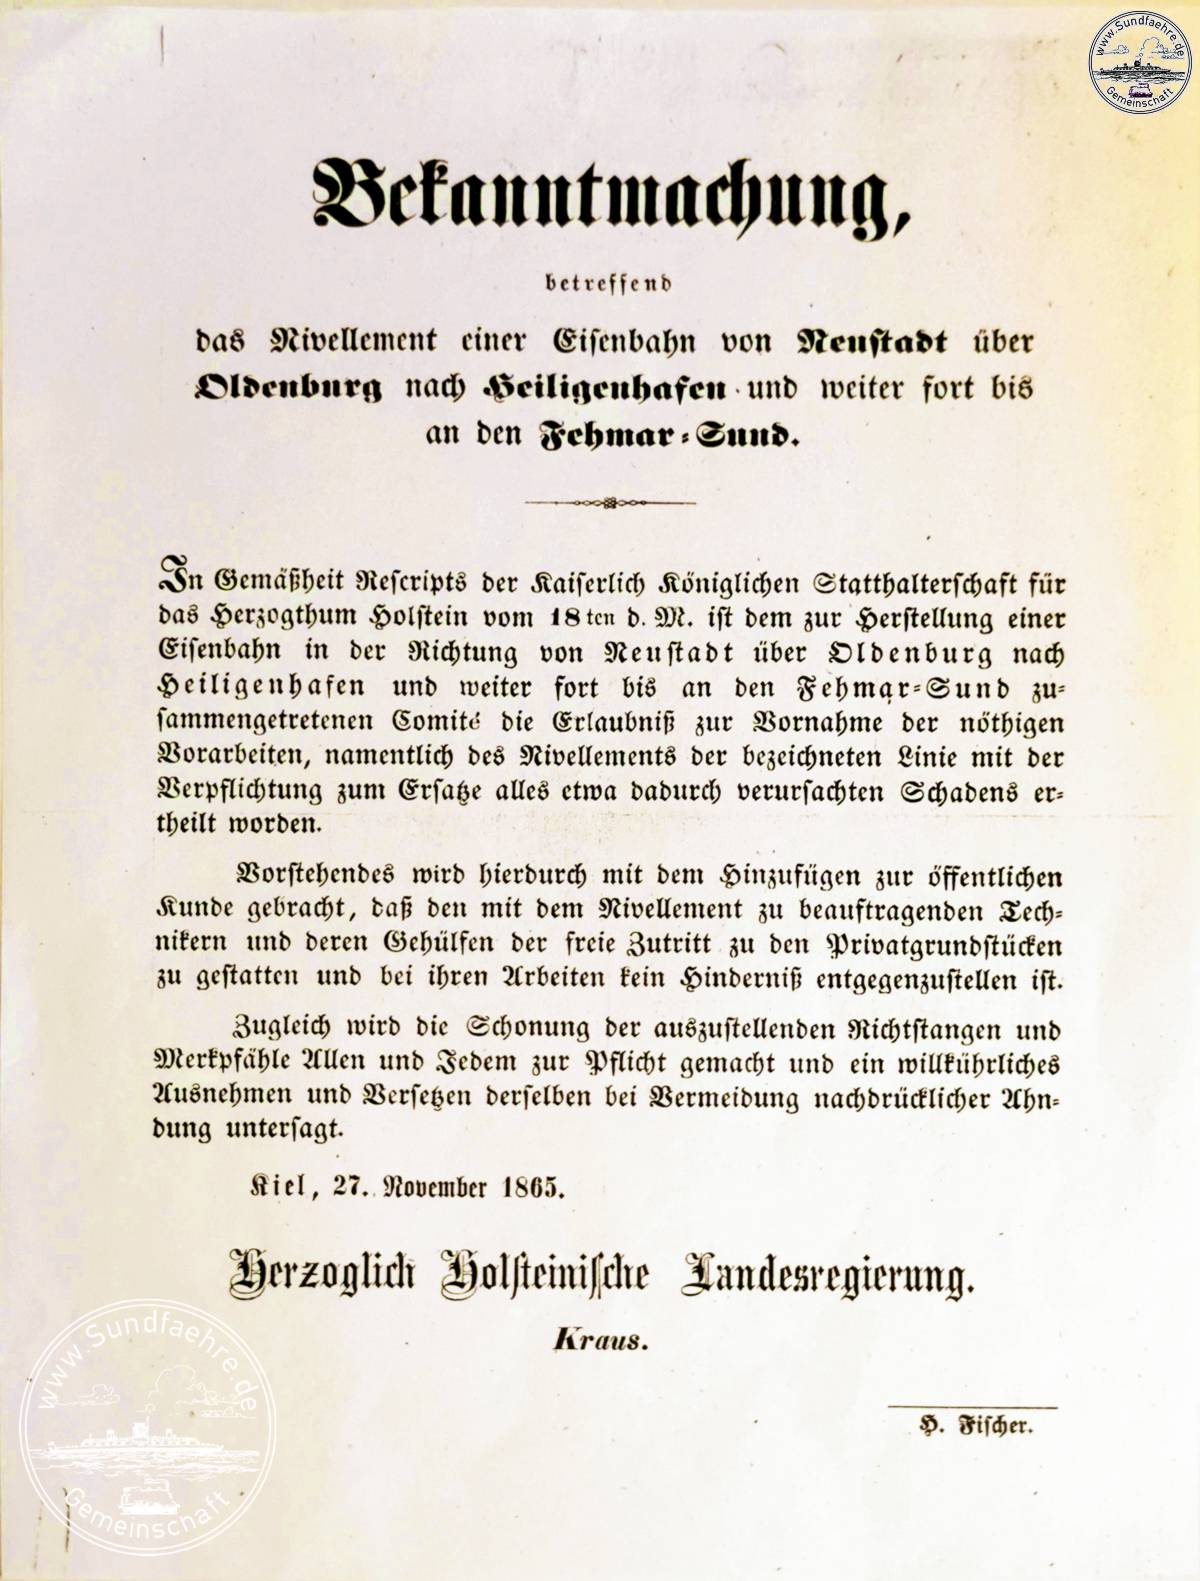 www.Sundfaehre.de
Gemeinschaft
Bekanntmachung,
betreffend
das Nivellement einer Eisenbahn von Neustadt über
Oldenburg nach Heiligenhafen und weiter fort bis
an den Fehmar-Sund.
In Gemäßheit Rescripts der Kaiserlich Königlichen Statthalterschaft für
das Herzogthum Holstein vom 18ten d. M. ist dem zur Herstellung einer
Eisenbahn in der Richtung von Neustadt über Oldenburg nach
Heiligenhafen und weiter fort bis an den Fehmar-Sund zu-
sammengetretenen Comité die Erlaubniß zur Vornahme der nöthigen
Vorarbeiten, namentlich des Nivellements der bezeichneten Linie mit der
Verpflichtung zum Ersatze alles etwa dadurch verursachten Schadens er-
theilt worden.
Vorstehendes wird hierdurch mit dem Hinzufügen zur öffentlichen
Kunde gebracht, daß den mit dem Nivellement zu beauftragenden Tech-
nikern und deren Gehülfen der freie Zutritt zu den Privatgrundstücken
zu gestatten und bei ihren Arbeiten kein Hinderniß entgegenzustellen ist.
Zugleich wird die Schonung der auszustellenden Richtstangen und
Merkpfähle Allen und Jedem zur Pflicht gemacht und ein willkührliches
Ausnehmen und Versetzen derselben bei Vermeidung nachdrücklicher Ahn-
dung untersagt.
Kiel, 27. November 1865.
Herzoglich Holsteinische Landesregierung.
Kraus.
H. Fischer.
www.Sundfaehre.de
Gemeinschaft